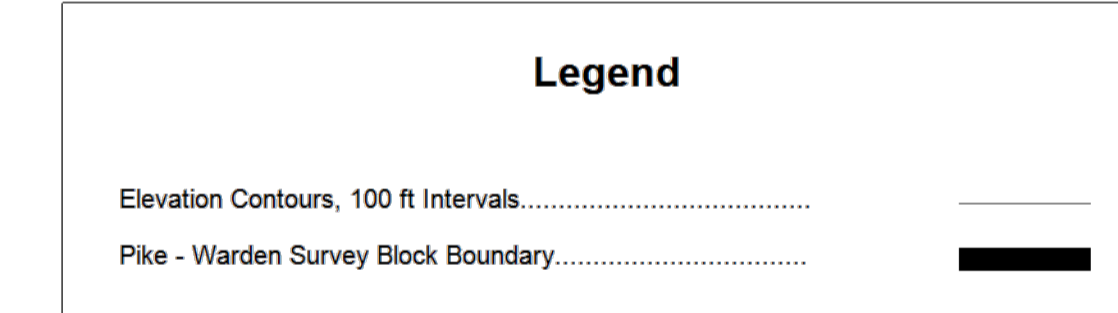 Legend
Elevation Contours, 100 ft Intervals......................................
Pike - Warden Survey Block Boundary.................................